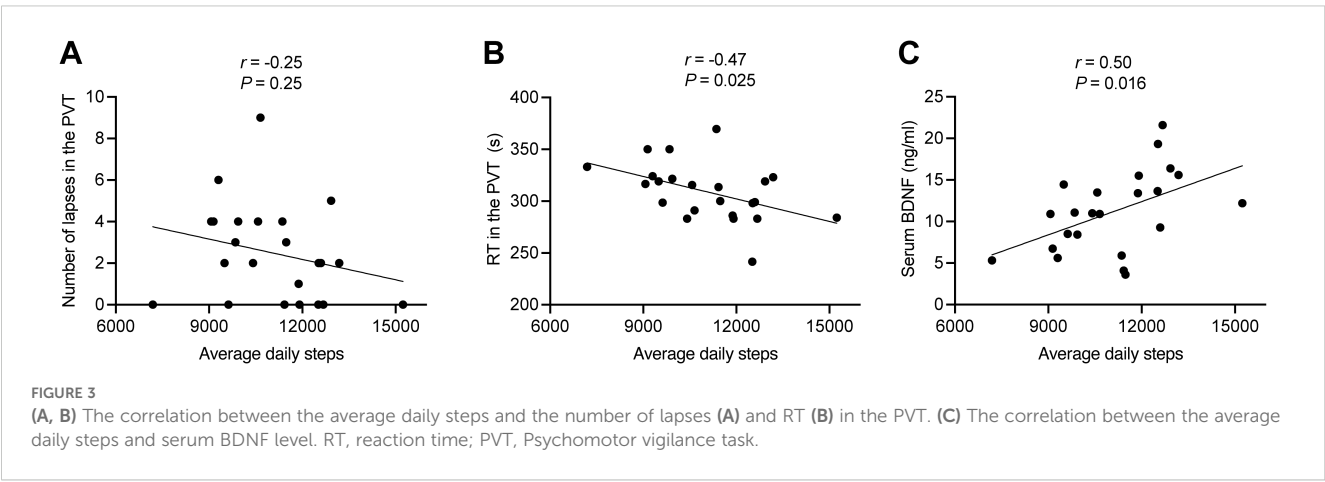 A
r = -0.25
P = 0.25
Number of lapses in the PVT
10
8
6
4
2
0
6000 9000 12000 15000
Average daily steps
B
r = -0.47
P = 0.025
RT in the PVT (s)
400
350
300
250
200
6000 9000 12000 15000
Average daily steps
C
r = 0.50
P = 0.016
Serum BDNF (ng/ml)
25
20
15
10
5
0
6000 9000 12000 15000
Average daily steps
FIGURE 3
(A, B) The correlation between the average daily steps and the number of lapses (A) and RT (B) in the PVT. (C) The correlation between the average
daily steps and serum BDNF level. RT, reaction time; PVT, Psychomotor vigilance task.